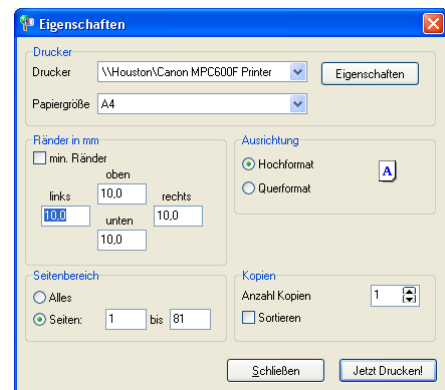 Eigenschaften
Drucker
Drucker \\Houston\Canon MPC600F Printer Eigenschaften
Papiergröße A4
Ränder in mm
min. Ränder
oben
links 10,0 rechts
10,0 unten 10,0
10,0
Ausrichtung
Hochformat
A
Querformat
Seitenbereich
Alles
Seiten: 1 bis 81
Kopien
Anzahl Kopien 1
Sortieren
Schließen Jetzt Drucken!